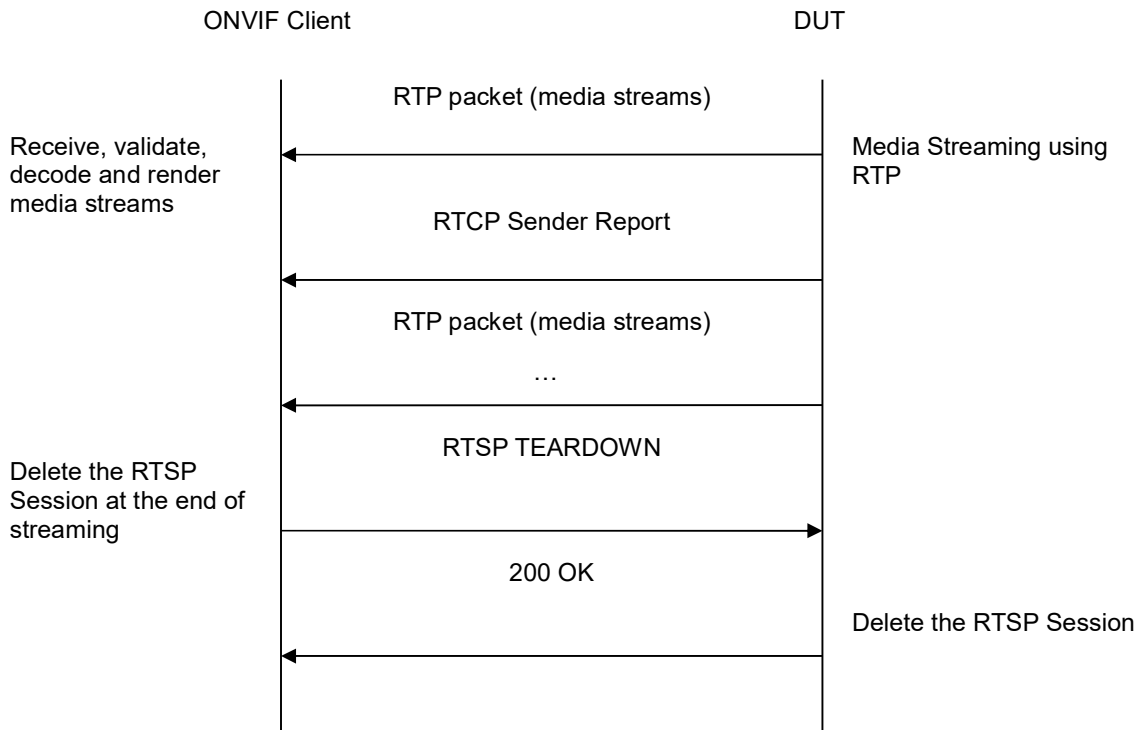 ONVIF Client
DUT
RTP packet (media streams)
Receive, validate,
decode and render
media streams
Media Streaming using
RTP
RTCP Sender Report
RTP packet (media streams)
…
RTSP TEARDOWN
Delete the RTSP
Session at the end of
streaming
200 OK
Delete the RTSP Session